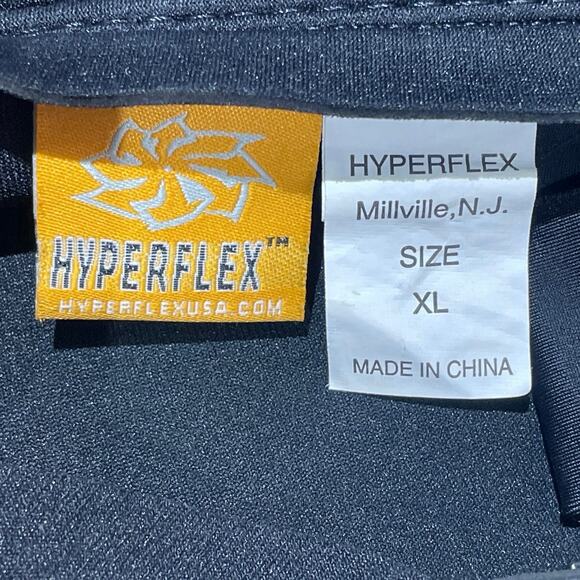 HYPERFLEX™
HYPERFLEXUSA.COM
HYPERFLEX
Millville, N.J.
SIZE
XL
MADE IN CHINA